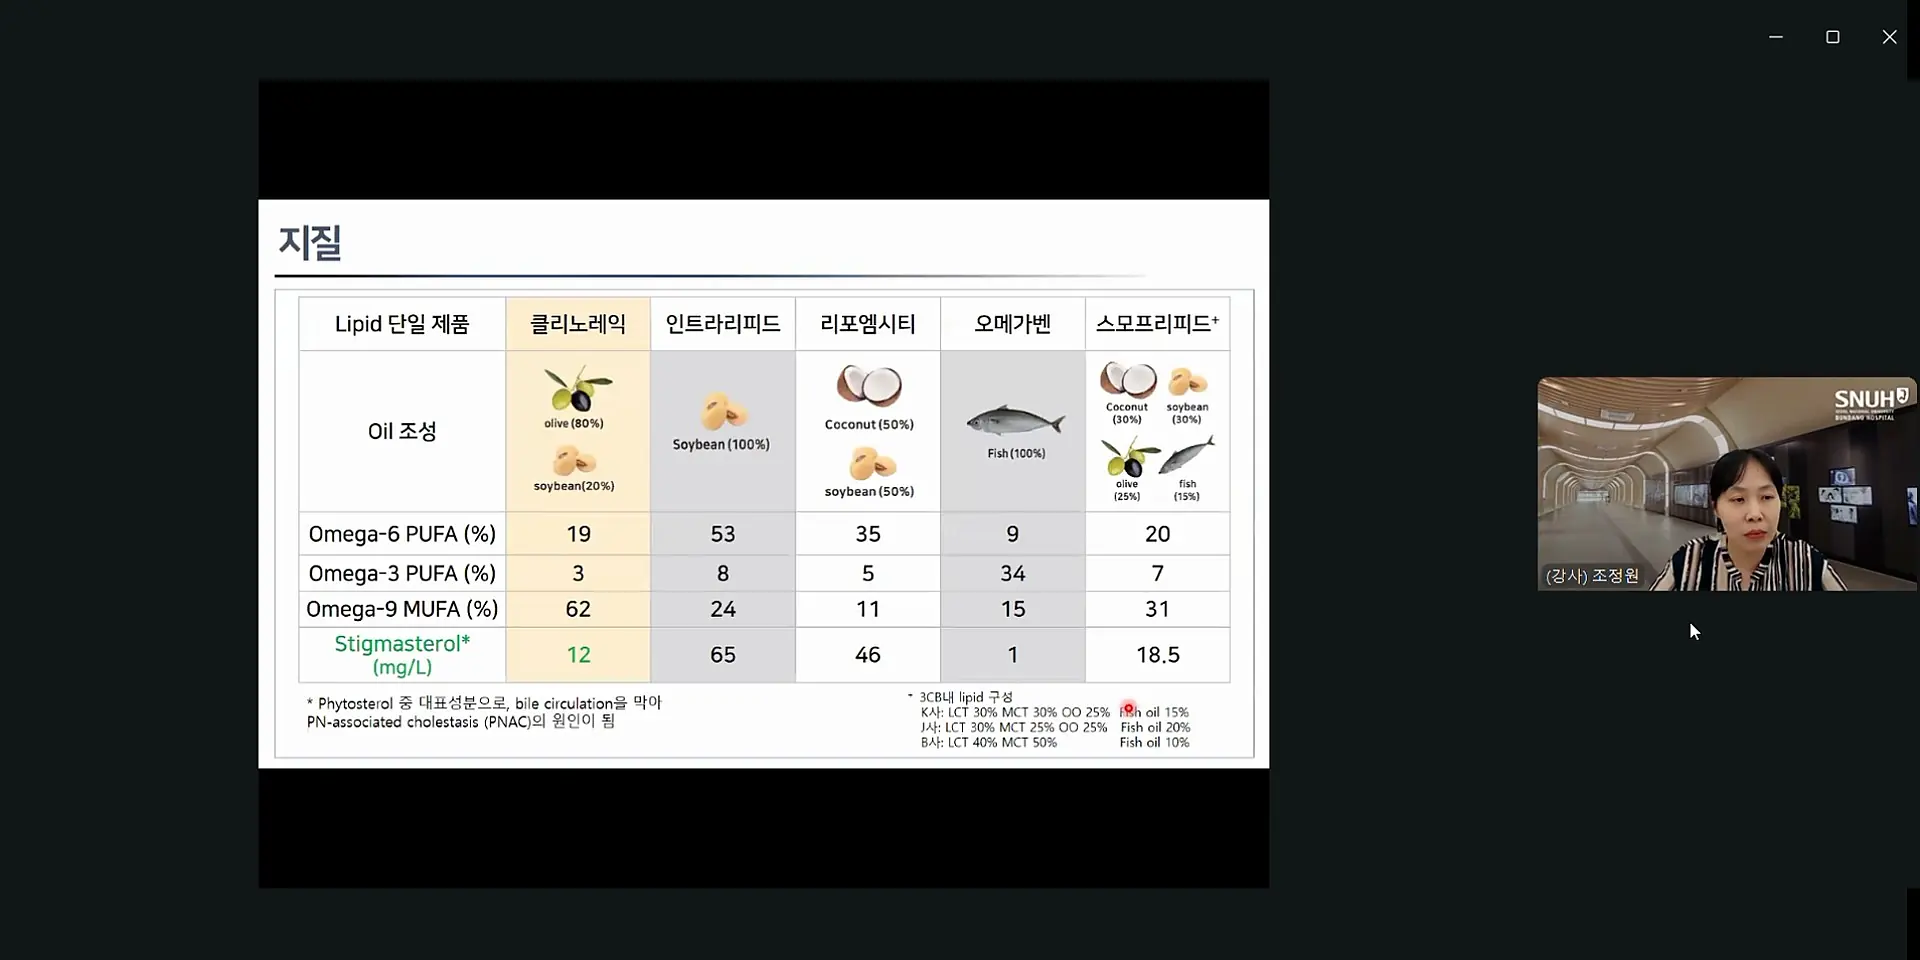 지질
Lipid 단일 제품 클리노레익 인트라리피드 리포엠시티 오메가벤 스모프리피드+
Oil 조성
olive (80%)
soybean(20%)
Soybean (100%)
Coconut (50%)
soybean (50%)
Fish (100%)
Coconut (30%)
soybean (30%)
olive (25%)
fish (15%)
Omega-6 PUFA (%) 19 53 35 9 20
Omega-3 PUFA (%) 3 8 5 34 7
Omega-9 MUFA (%) 62 24 11 15 31
Stigmasterol* (mg/L) 12 65 46 1 18.5
* Phytosterol 중 대표성분으로, bile circulation을 막아
PN-associated cholestasis (PNAC)의 원인이 됨
+ 3CB내 lipid 구성
K사: LCT 30% MCT 30% OO 25% Fish oil 15%
J사: LCT 30% MCT 25% OO 25% Fish oil 20%
B사: LCT 40% MCT 50% Fish oil 10%
SNUH
SEOUL NATIONAL UNIVERSITY
BUNDANG HOSPITAL
(강사) 조정원